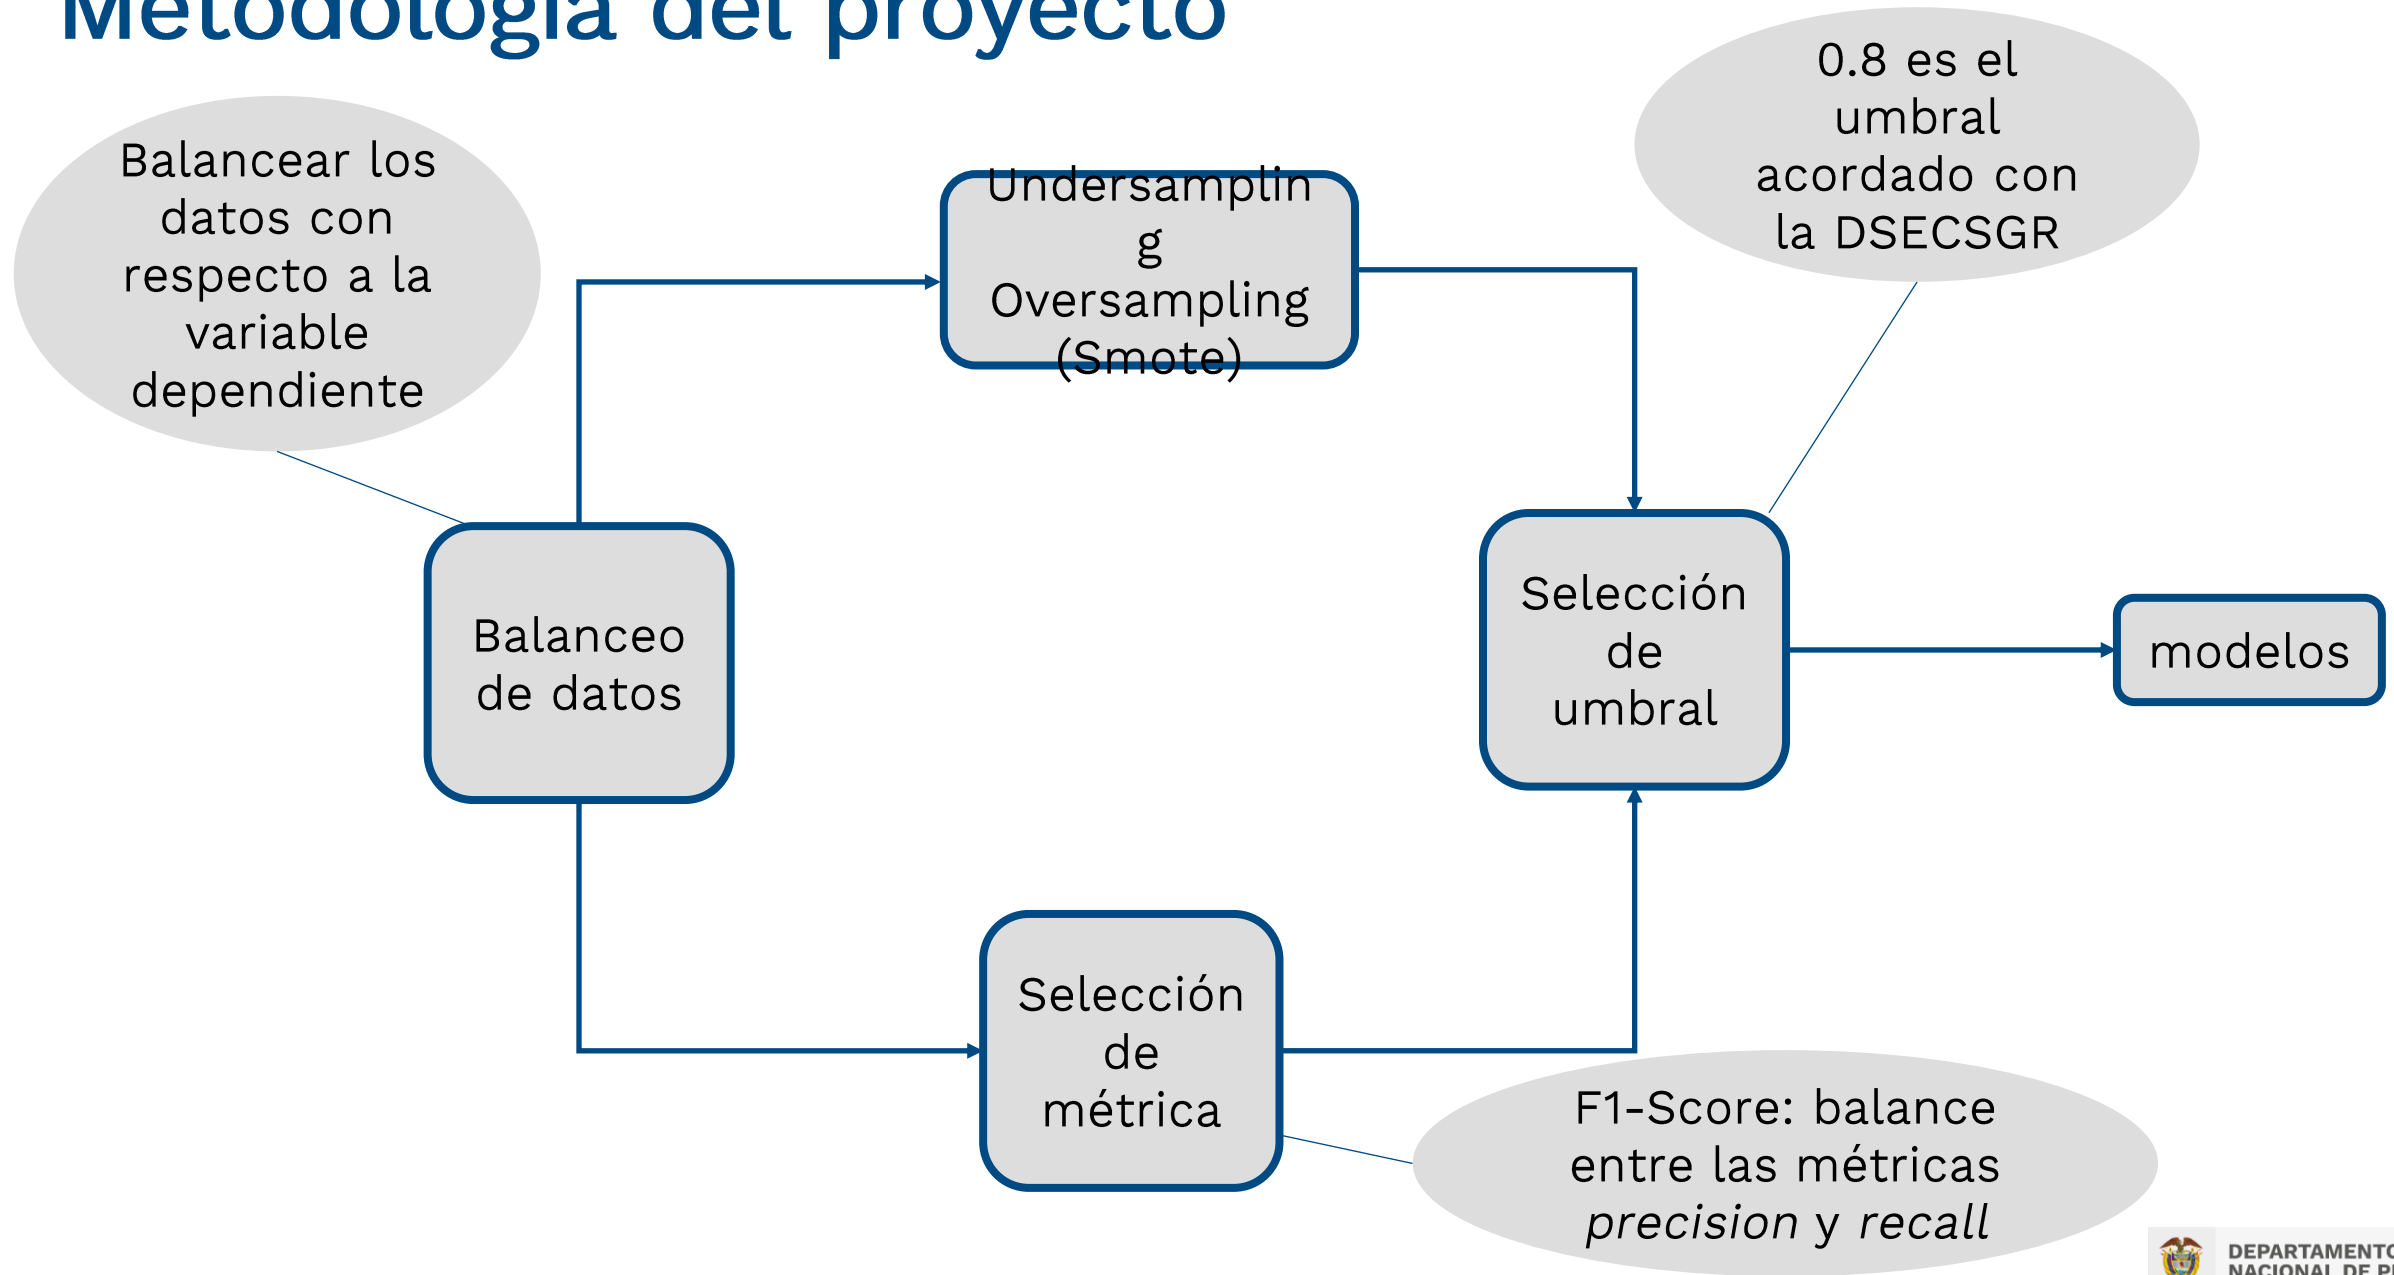 Metodología del proyecto
Balancear los
datos con
respecto a la
variable
dependiente
Undersamplin
g
Oversampling
(Smote)
0.8 es el
umbral
acordado con
la DSECSGR
Balanceo
de datos
Selección
de
umbral
modelos
Selección
de
métrica
F1-Score: balance
entre las métricas
precision y recall
DEPARTAMENTO
NACIONAL DE